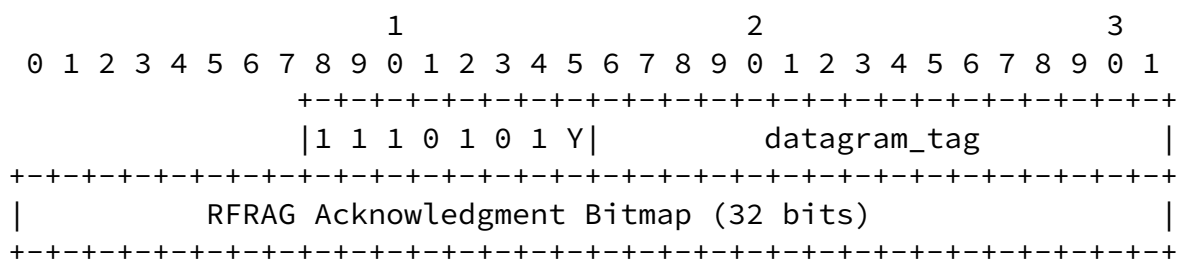 1                   2                   3
 0 1 2 3 4 5 6 7 8 9 0 1 2 3 4 5 6 7 8 9 0 1 2 3 4 5 6 7 8 9 0 1
                +-+-+-+-+-+-+-+-+-+-+-+-+-+-+-+-+-+-+-+-+-+-+-+-+
                |1 1 1 0 1 0 1 Y|         datagram_tag          |
+-+-+-+-+-+-+-+-+-+-+-+-+-+-+-+-+-+-+-+-+-+-+-+-+-+-+-+-+-+-+-+-+
|          RFRAG Acknowledgment Bitmap (32 bits)                |
+-+-+-+-+-+-+-+-+-+-+-+-+-+-+-+-+-+-+-+-+-+-+-+-+-+-+-+-+-+-+-+-+